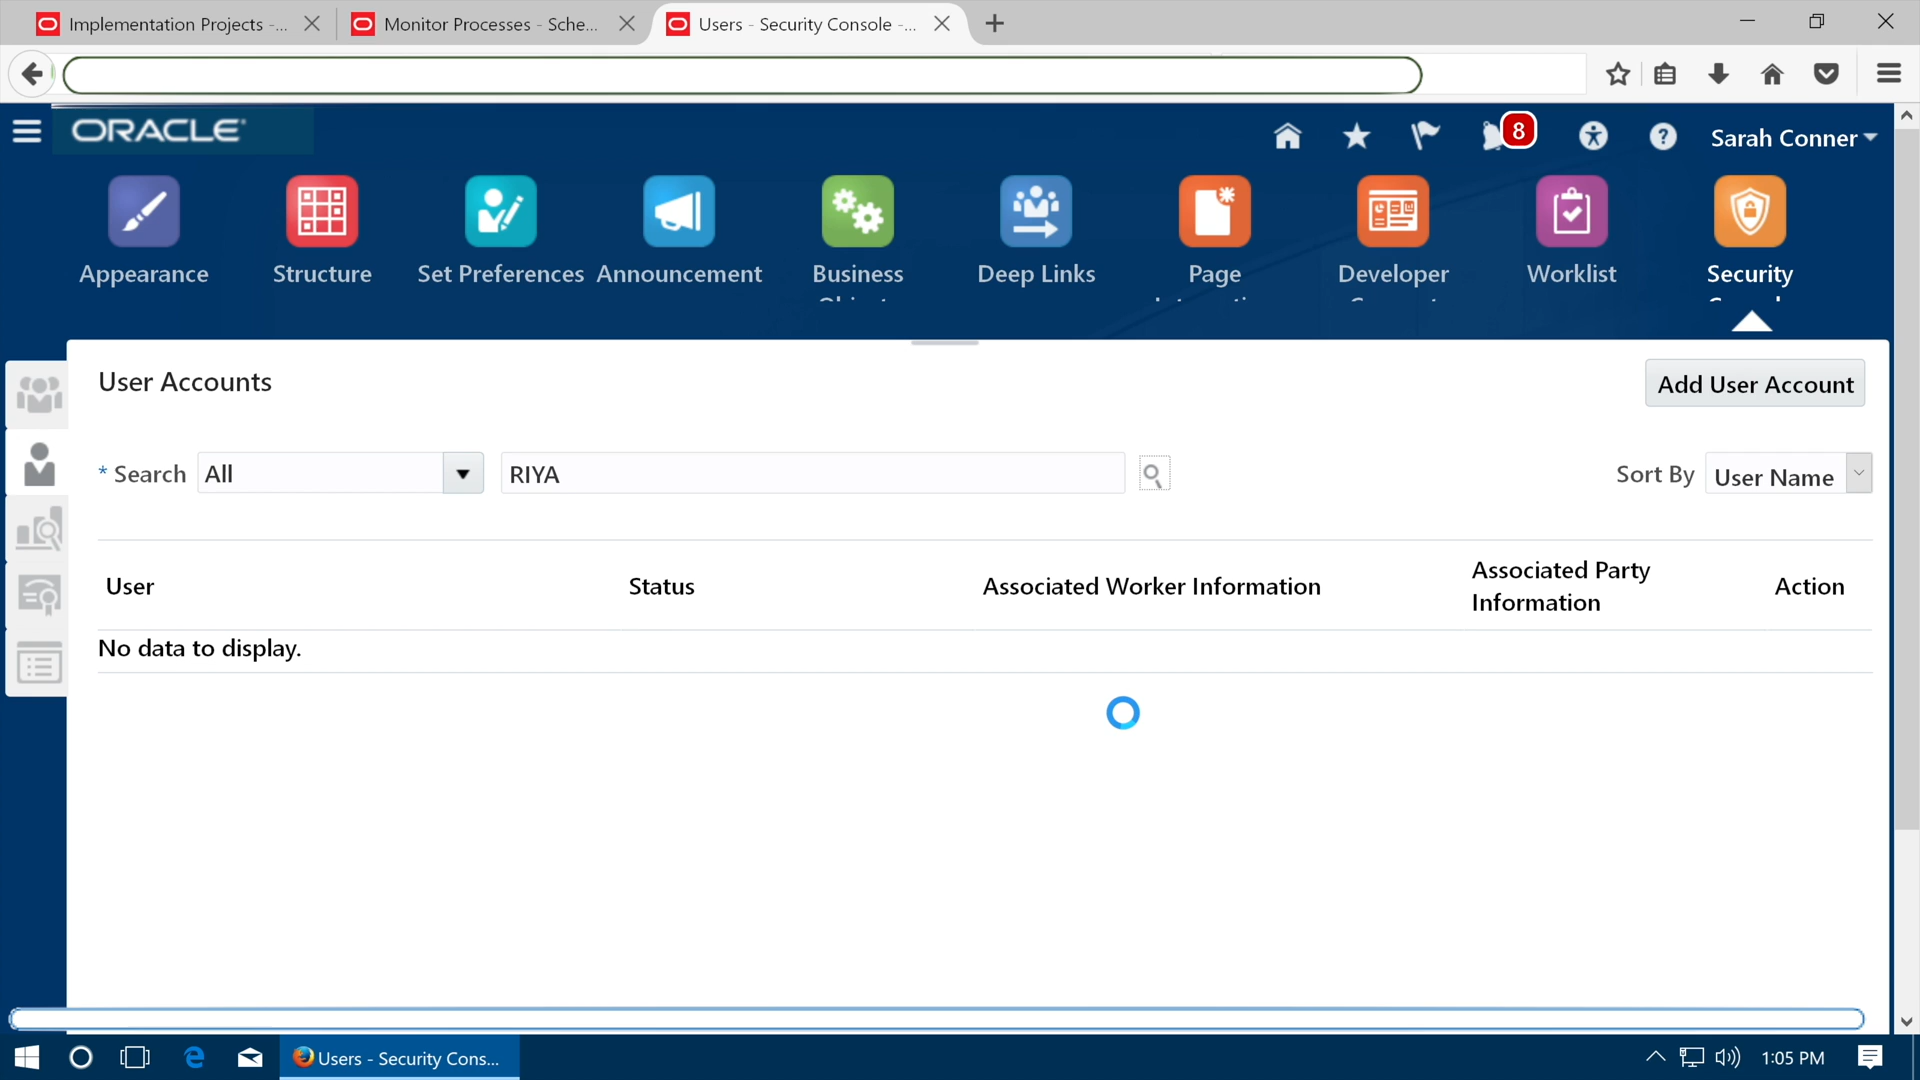 Implementation Projects -...
Monitor Processes - Sche...
Users - Security Console -...
ORACLE
8
Sarah Conner
Appearance
Structure
Set Preferences
Announcement
Business
Deep Links
Page
Developer
Worklist
Security
User Accounts
Add User Account
* Search All RIYA
Sort By User Name
User
Status
Associated Worker Information
Associated Party
Information
Action
No data to display.
Users - Security Cons...
1:05 PM